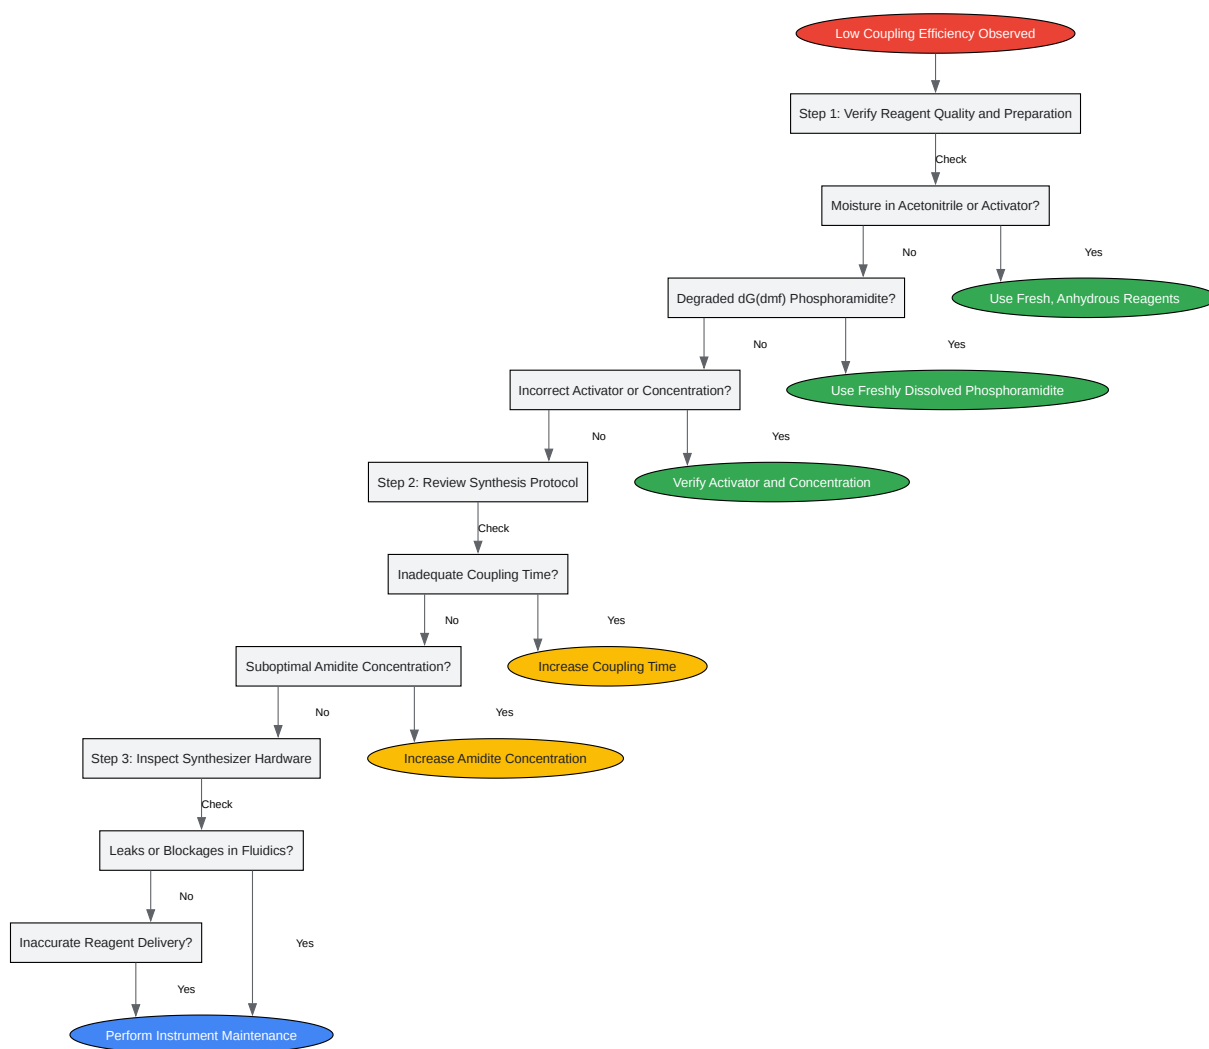 Low Coupling Efficiency Observed
Step 1: Verify Reagent Quality and Preparation
Check
Moisture in Acetonitrile or Activator?
No
Yes
Degraded dG(dmf) Phosphoramidite?
Use Fresh, Anhydrous Reagents
No
Yes
Incorrect Activator or Concentration?
Use Freshly Dissolved Phosphoramidite
No
Yes
Step 2: Review Synthesis Protocol
Verify Activator and Concentration
Check
Inadequate Coupling Time?
No
Yes
Suboptimal Amidite Concentration?
Increase Coupling Time
No
Yes
Step 3: Inspect Synthesizer Hardware
Increase Amidite Concentration
Check
Leaks or Blockages in Fluidics?
No
Inaccurate Reagent Delivery?
Yes
Yes
Perform Instrument Maintenance